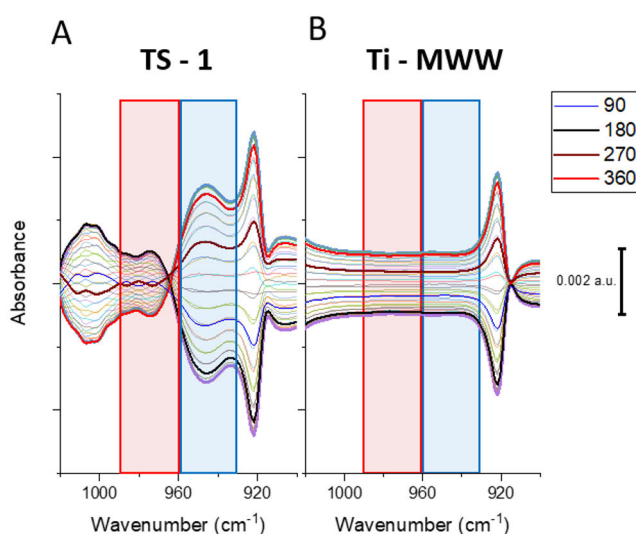 A
B
TS - 1
Ti - MWW
90
180
270
360
0.002 a.u.
Absorbance
1000
960
920
1000
960
920
Wavenumber (cm-1)
Wavenumber (cm-1)